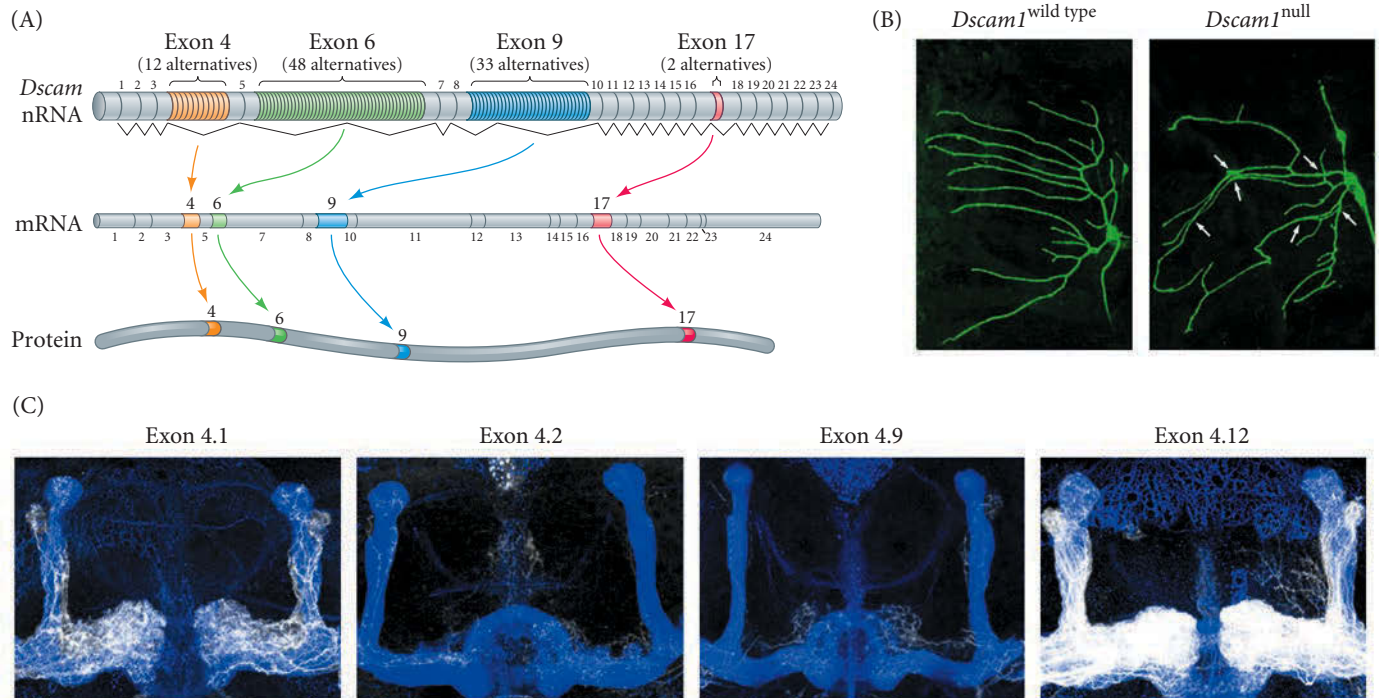 (A)
Exon 4 Exon 6 Exon 9 Exon 17
(12 alternatives) (48 alternatives) (33 alternatives) (2 alternatives)
Dscam nRNA
1 2 3 5 7 8 10 11 12 13 14 15 16 18 19 20 21 22 23 24
4 6 9 17
mRNA
1 2 3 5 7 8 10 11 12 13 14 15 16 18 19 20 21 22 23 24
4 6 9 17
Protein
(B)
Dscam1wild type Dscam1null
(C)
Exon 4.1 Exon 4.2 Exon 4.9 Exon 4.12